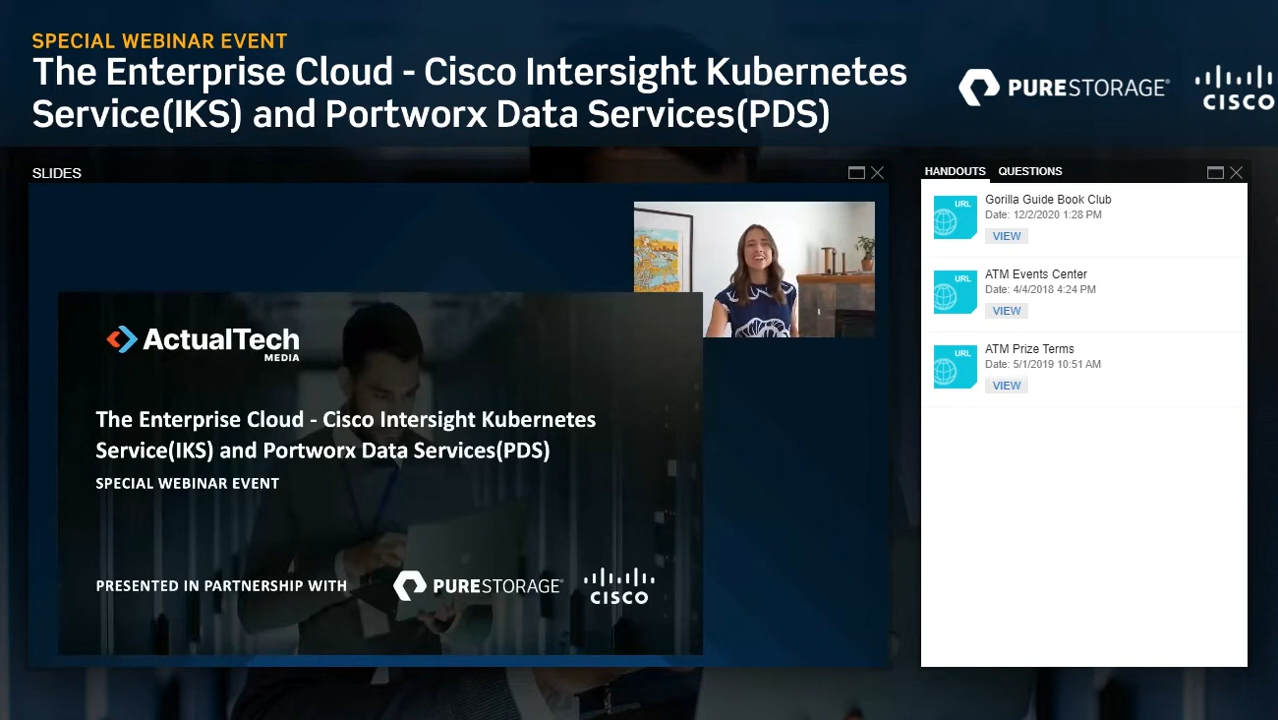 SPECIAL WEBINAR EVENT
The Enterprise Cloud - Cisco Intersight Kubernetes
Service(IKS) and Portworx Data Services(PDS)
PURESTORAGE®
CISCO
SLIDES
ActualTech
MEDIA
The Enterprise Cloud - Cisco Intersight Kubernetes
Service(IKS) and Portworx Data Services(PDS)
SPECIAL WEBINAR EVENT
PRESENTED IN PARTNERSHIP WITH
PURESTORAGE®
CISCO
HANDOUTS QUESTIONS
URL
Gorilla Guide Book Club
Date: 12/2/2020 1:28 PM
VIEW
URL
ATM Events Center
Date: 4/4/2018 4:24 PM
VIEW
URL
ATM Prize Terms
Date: 5/1/2019 10:51 AM
VIEW